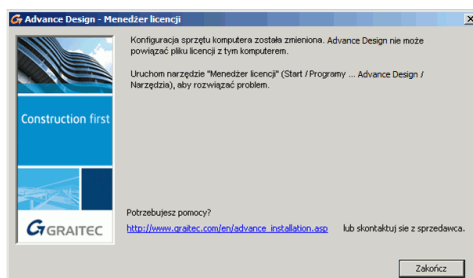 Advance Design - Menedżer licencji
Konfiguracja sprzętu komputera została zmieniona. Advance Design nie może
powiązać pliku licencji z tym komputerem.
Uruchom narzędzie "Menedżer licencji" (Start / Programy ... Advance Design /
Narzędzia), aby rozwiązać problem.
Construction first
GRAITEC
Potrzebujesz pomocy?
http://www.graitec.com/en/advance_installation.asp lub skontaktuj sie z sprzedawca.
Zakończ